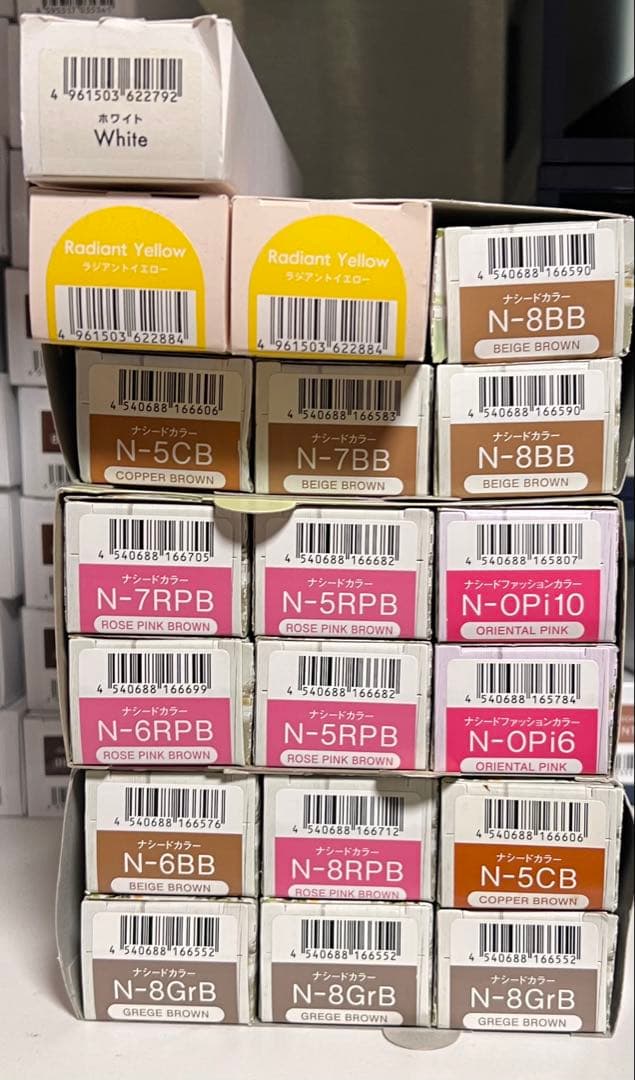 4 961503 622792
ホワイト
White
Radiant Yellow
ラジアントイエロー
4 961503 622884
Radiant Yellow
ラジアントイエロー
4 961503 622884
4 540688 166590
ナシードカラー
N-8BB
BEIGE BROWN
4 540688 166606
ナシードカラー
N-5CB
COPPER BROWN
4 540688 166583
ナシードカラー
N-7BB
BEIGE BROWN
4 540688 166590
ナシードカラー
N-8BB
BEIGE BROWN
4 540688 166705
ナシードカラー
N-7RPB
ROSE PINK BROWN
4 540688 166682
ナシードカラー
N-5RPB
ROSE PINK BROWN
4 540688 165807
ナシードファッションカラー
N-OPi10
ORIENTAL PINK
4 540688 166699
ナシードカラー
N-6RPB
ROSE PINK BROWN
4 540688 166682
ナシードカラー
N-5RPB
ROSE PINK BROWN
4 540688 165784
ナシードファッションカラー
N-OPi6
ORIENTAL PINK
4 540688 166576
ナシードカラー
N-6BB
BEIGE BROWN
4 540688 166712
ナシードカラー
N-8RPB
ROSE PINK BROWN
4 540688 166606
ナシードカラー
N-5CB
COPPER BROWN
4 540688 166552
ナシードカラー
N-8GrB
GREGE BROWN
4 540688 166552
ナシードカラー
N-8GrB
GREGE BROWN
4 540688 166552
ナシードカラー
N-8GrB
GREGE BROWN